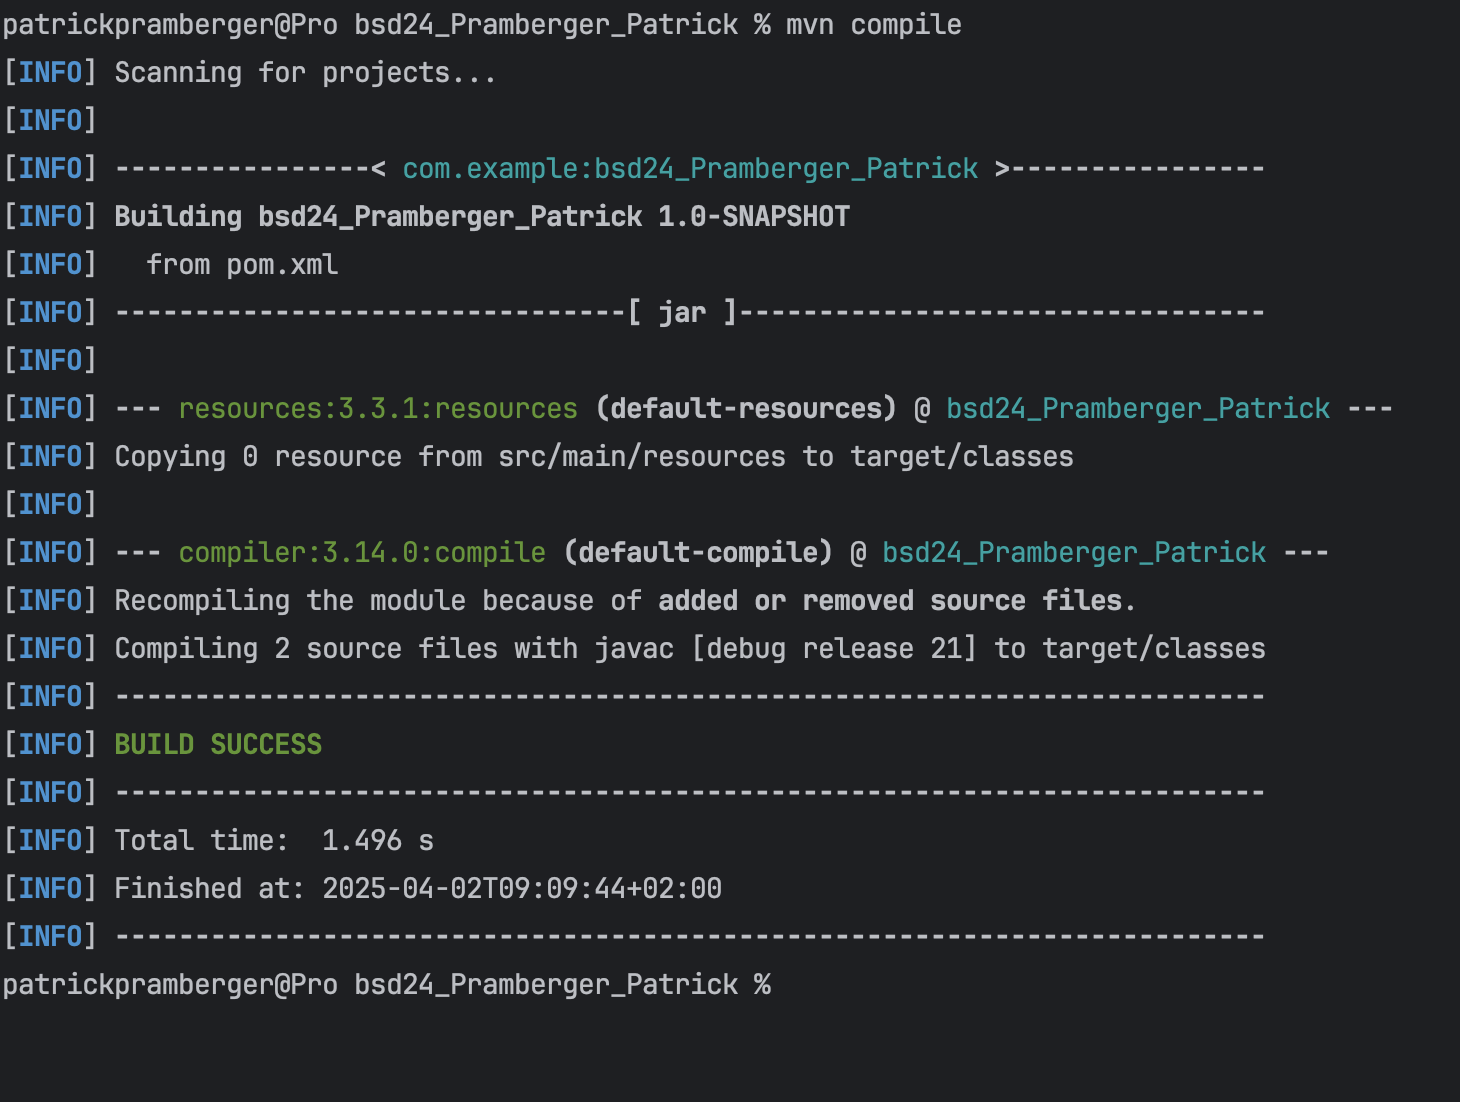 patrickpramberger@Pro bsd24_Pramberger_Patrick % mvn compile
[INFO] Scanning for projects...
[INFO]
[INFO] ----------------< com.example:bsd24_Pramberger_Patrick >----------------
[INFO] Building bsd24_Pramberger_Patrick 1.0-SNAPSHOT
[INFO]   from pom.xml
[INFO] --------------------------------[ jar ]---------------------------------
[INFO]
[INFO] --- resources:3.3.1:resources (default-resources) @ bsd24_Pramberger_Patrick ---
[INFO] Copying 0 resource from src/main/resources to target/classes
[INFO]
[INFO] --- compiler:3.14.0:compile (default-compile) @ bsd24_Pramberger_Patrick ---
[INFO] Recompiling the module because of added or removed source files.
[INFO] Compiling 2 source files with javac [debug release 21] to target/classes
[INFO] ------------------------------------------------------------------------
[INFO] BUILD SUCCESS
[INFO] ------------------------------------------------------------------------
[INFO] Total time:  1.496 s
[INFO] Finished at: 2025-04-02T09:09:44+02:00
[INFO] ------------------------------------------------------------------------
patrickpramberger@Pro bsd24_Pramberger_Patrick %